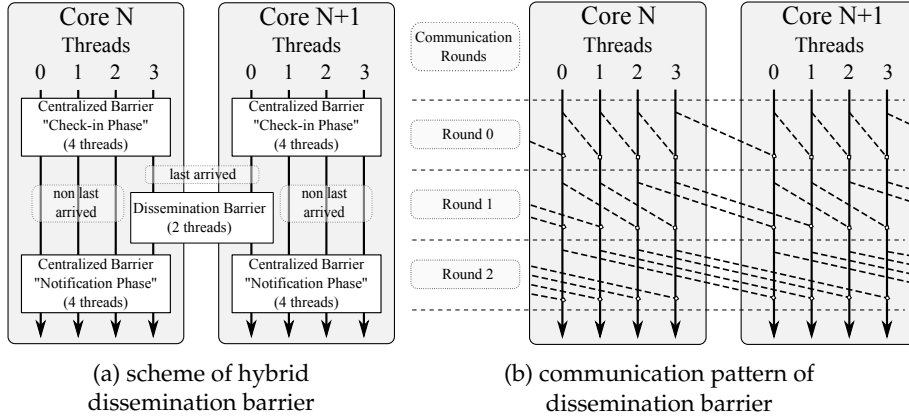 Core N
Threads
0 1 2 3
Centralized Barrier
"Check-in Phase"
(4 threads)
non last
arrived
Centralized Barrier
"Notification Phase"
(4 threads)
last arrived
Dissemination Barrier
(2 threads)
Core N+1
Threads
0 1 2 3
Centralized Barrier
"Check-in Phase"
(4 threads)
non last
arrived
Centralized Barrier
"Notification Phase"
(4 threads)
(a) scheme of hybrid
dissemination barrier
Communication
Rounds
Round 0
Round 1
Round 2
Core N
Threads
0 1 2 3
Core N+1
Threads
0 1 2 3
(b) communication pattern of
dissemination barrier